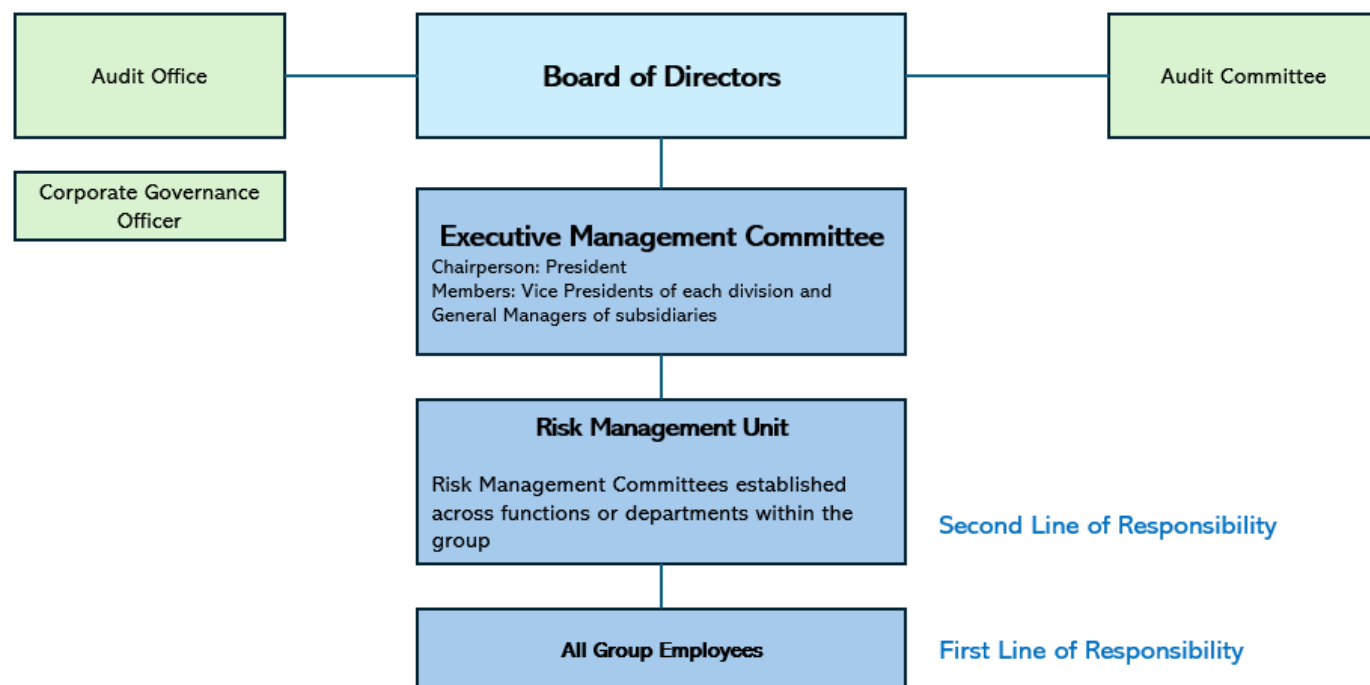 Audit Office
Board of Directors
Audit Committee
Corporate Governance
Officer
Executive Management Committee
Chairperson: President
Members: Vice Presidents of each division and
General Managers of subsidiaries
Risk Management Unit
Risk Management Committees established
across functions or departments within the
group
Second Line of Responsibility
All Group Employees
First Line of Responsibility